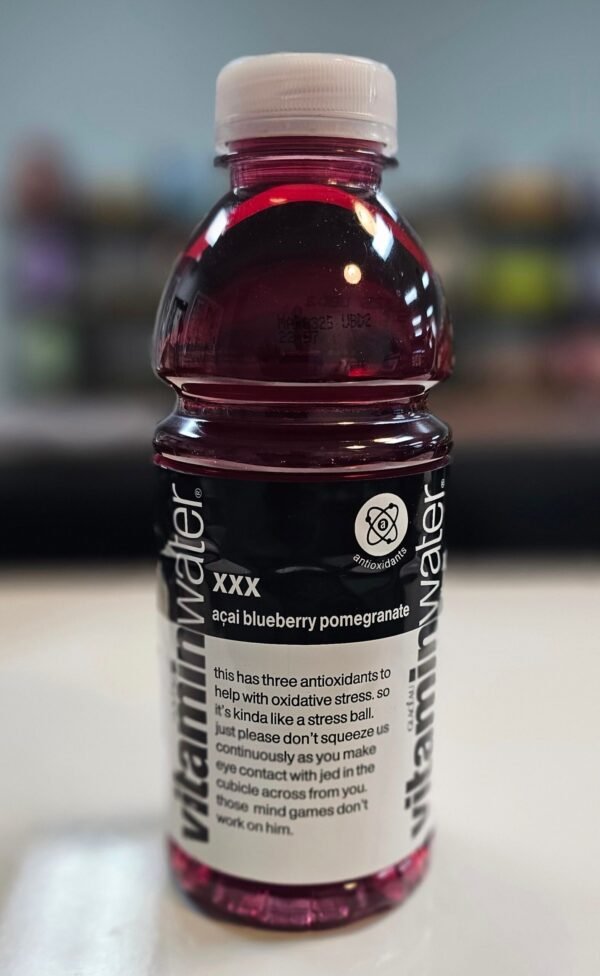 vitaminwater®
a
antioxidants
xxx
açai blueberry pomegranate
this has three antioxidants to
help with oxidative stress. so
it's kinda like a stress ball.
just please don't squeeze us
continuously as you make
eye contact with jed in the
cubicle across from you.
those mind games don't
work on him.
glacéau
vitaminwater®